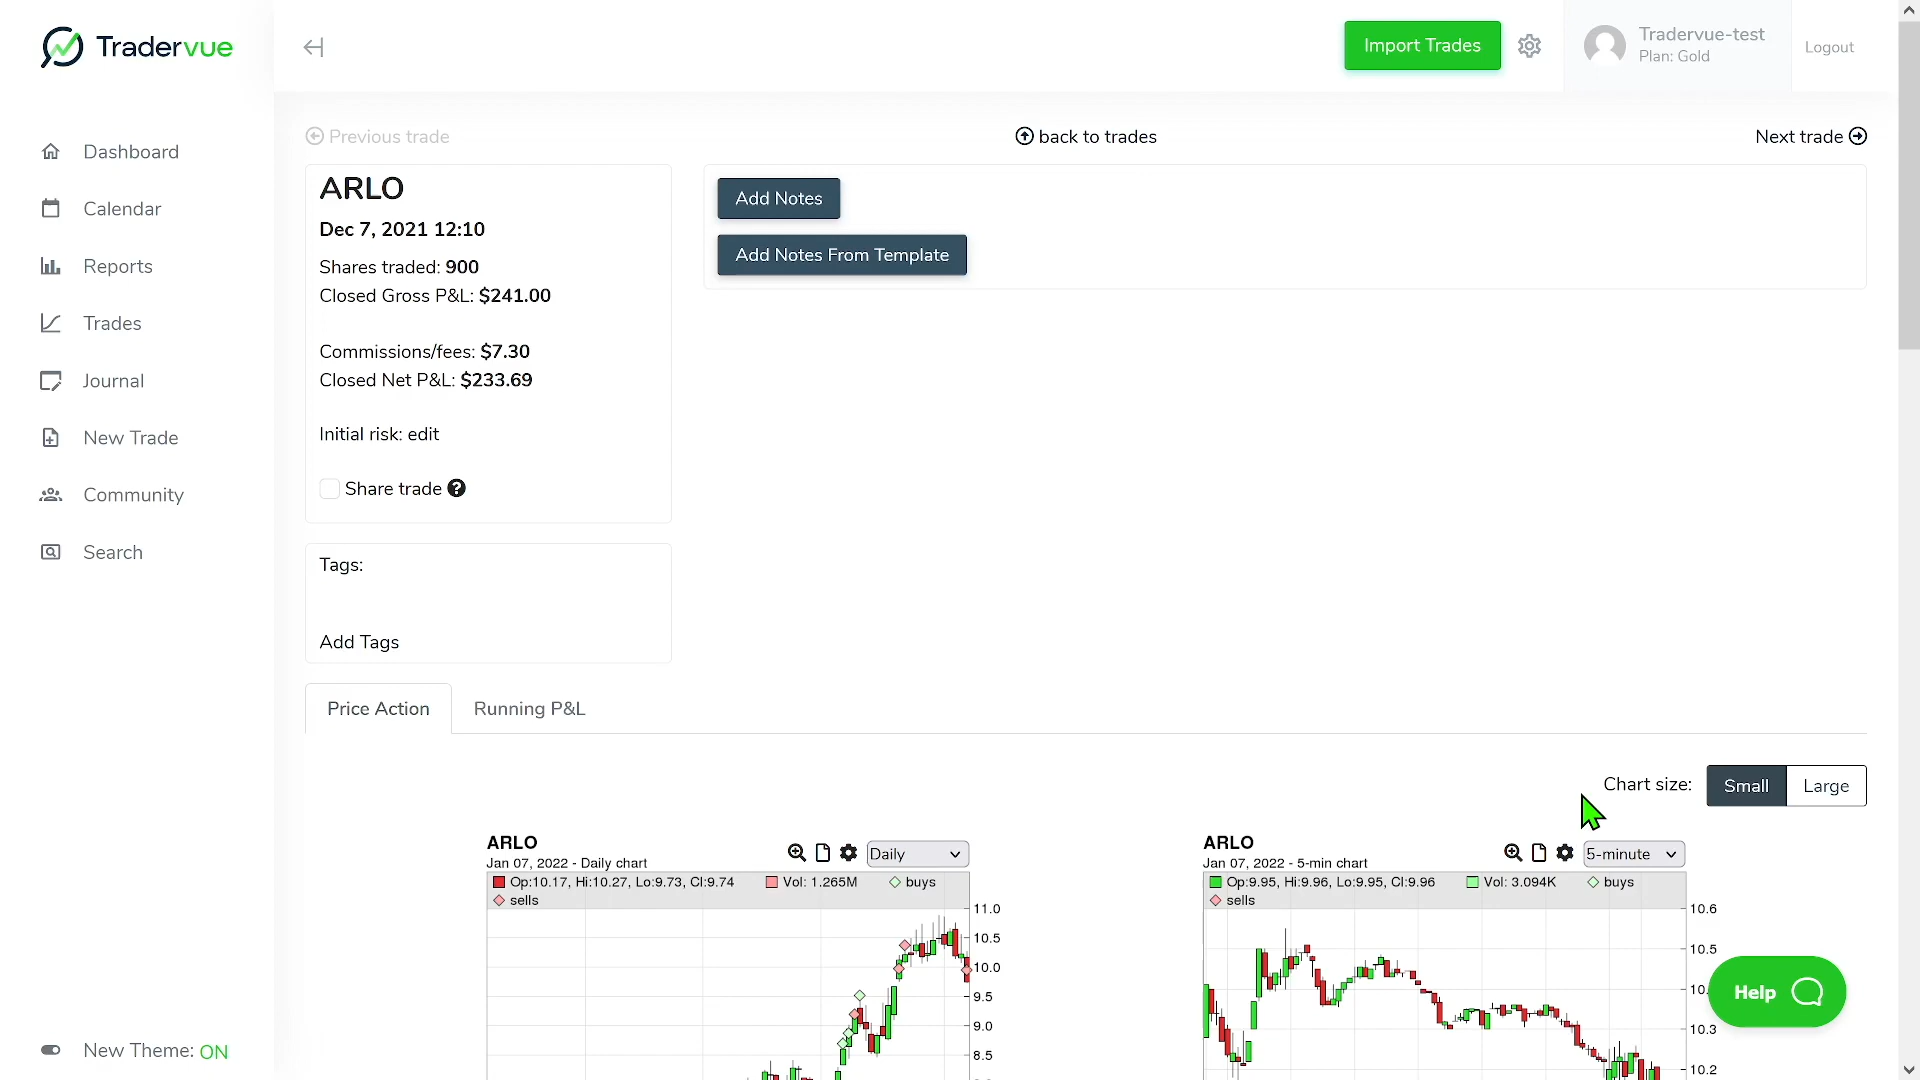 Tradervue
Import Trades
Tradervue-test
Plan: Gold
Logout
Dashboard
Calendar
Reports
Trades
Journal
New Trade
Community
Search
New Theme: ON
Previous trade
back to trades
Next trade
ARLO
Dec 7, 2021 12:10
Shares traded: 900
Closed Gross P&L: $241.00
Commissions/fees: $7.30
Closed Net P&L: $233.69
Initial risk: edit
Share trade ?
Add Notes
Add Notes From Template
Tags:
Add Tags
Price Action
Running P&L
Chart size:
Small
Large
ARLO
Jan 07, 2022 - Daily chart
Daily
Op:10.17, Hi:10.27, Lo:9.73, Cl:9.74
Vol: 1.265M
buys
sells
11.0
10.5
10.0
9.5
9.0
8.5
ARLO
Jan 07, 2022 - 5-min chart
5-minute
Op:9.95, Hi:9.96, Lo:9.95, Cl:9.96
Vol: 3.094K
buys
sells
10.6
10.5
10.3
10.2
Help